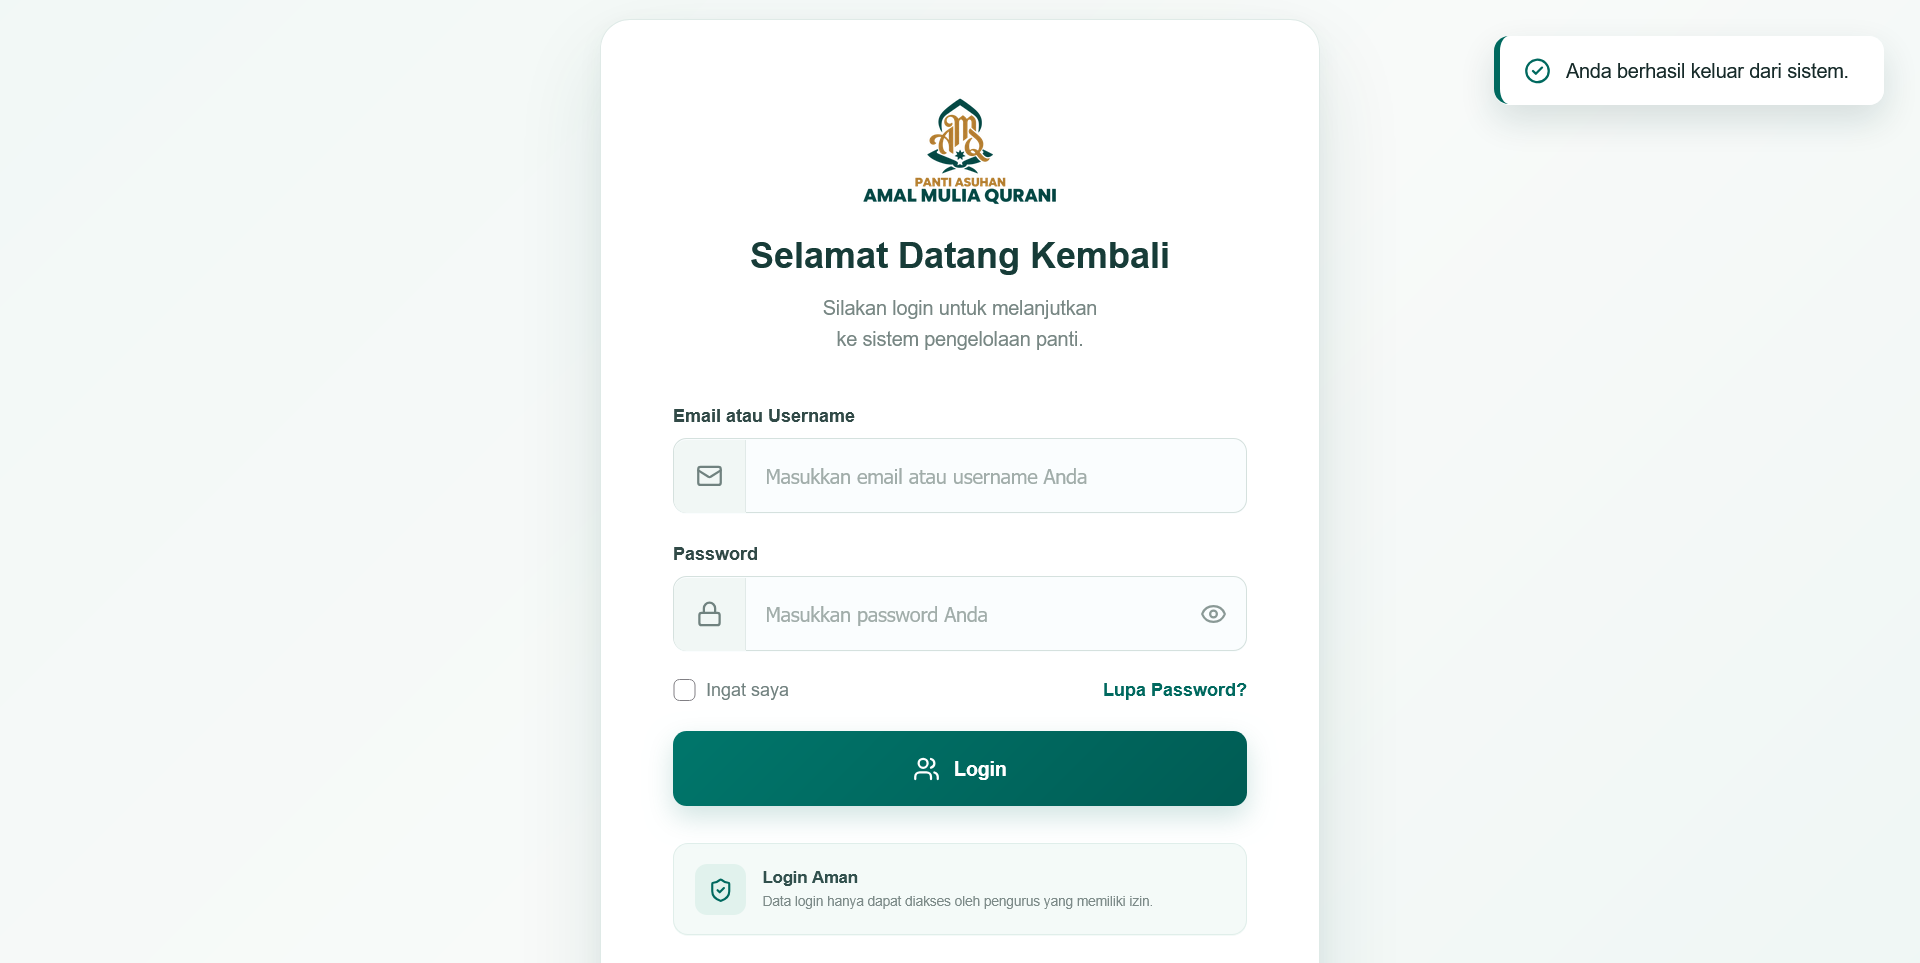 Anda berhasil keluar dari sistem.
AMQ
PANTI ASUHAN
AMAL MULIA QURANI
Selamat Datang Kembali
Silakan login untuk melanjutkan
ke sistem pengelolaan panti.
Email atau Username
Masukkan email atau username Anda
Password
Masukkan password Anda
Ingat saya
Lupa Password?
Login
Login Aman
Data login hanya dapat diakses oleh pengurus yang memiliki izin.